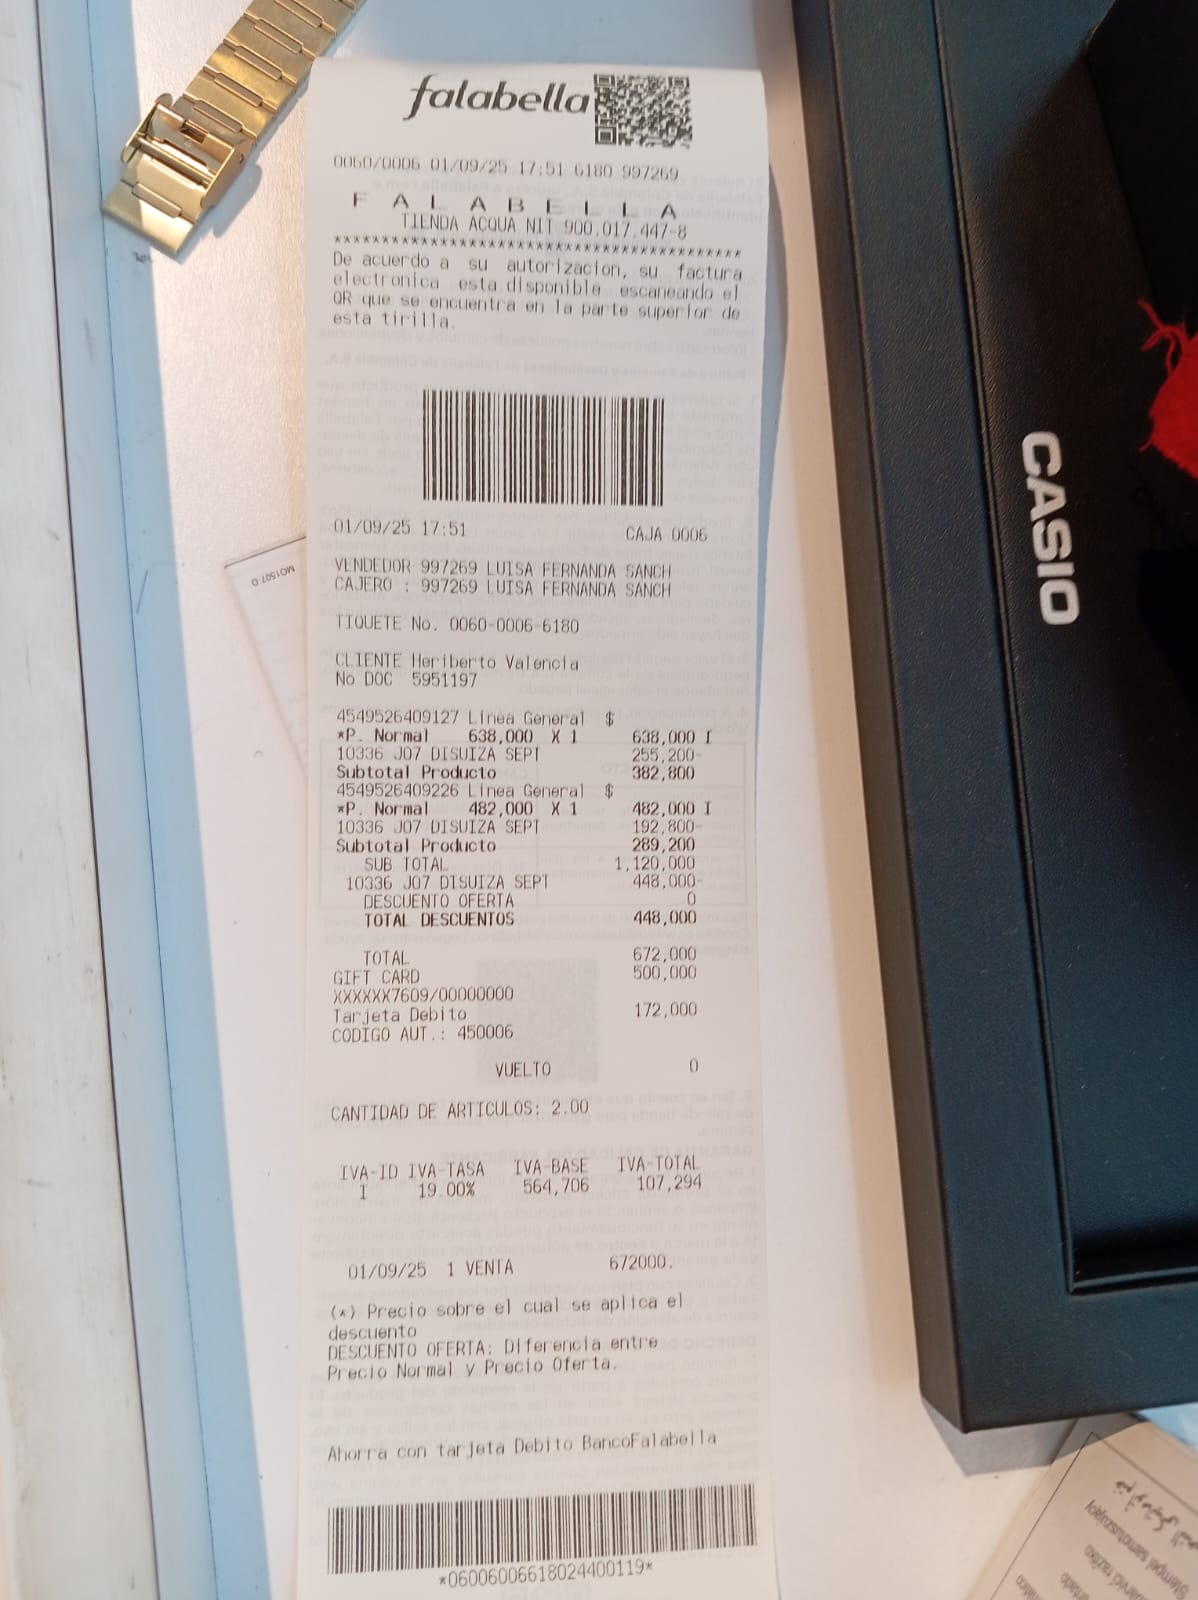 falabella
0060/0006 01/09/25 17:51 6180 997269
F A L A B E L L A
TIENDA ACQUA NIT 900.017.447-8
******************************************
De acuerdo a su autorizacion, su factura
electronica esta disponible escaneando el
QR que se encuentra en la parte superior de
esta tirilla.
01/09/25 17:51 CAJA 0006
VENDEDOR 997269 LUISA FERNANDA SANCH
CAJERO : 997269 LUISA FERNANDA SANCH
TIQUETE No. 0060-0006-6180
CLIENTE Heriberto Valencia
No DOC 5951197
4549526409127 Linea General $
*P. Normal 638,000 X 1 638,000 I
10336 J07 DISUIZA SEPT 255,200-
Subtotal Producto 382,800
4549526409226 Linea General $
*P. Normal 482,000 X 1 482,000 I
10336 J07 DISUIZA SEPT 192,800-
Subtotal Producto 289,200
SUB TOTAL 1,120,000
10336 J07 DISUIZA SEPT 448,000-
DESCUENTO OFERTA 0
TOTAL DESCUENTOS 448,000
TOTAL 672,000
GIFT CARD 500,000
XXXXXX7609/00000000
Tarjeta Debito 172,000
CODIGO AUT.: 450006
VUELTO 0
CANTIDAD DE ARTICULOS: 2.00
IVA-ID IVA-TASA IVA-BASE IVA-TOTAL
I 19.00% 564,706 107,294
01/09/25 1 VENTA 672000.
(*) Precio sobre el cual se aplica el
descuento
DESCUENTO OFERTA: Diferencia entre
Precio Normal y Precio Oferta.
Ahorra con tarjeta Debito BancoFalabella
*06006006618024400119*
CASIO
MO1507-D
Stempel samotuszujący